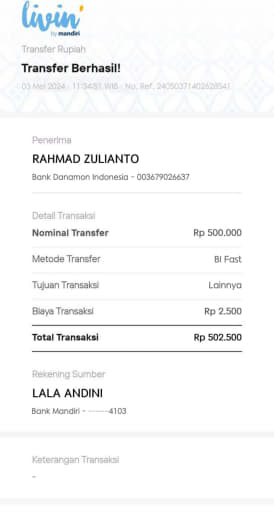 livin'
by mandiri
Transfer Rupiah
Transfer Berhasil!
03 Mei 2024 - 11:34:51 WIB - No. Ref. 24050371402628541
Penerima
RAHMAD ZULIANTO
Bank Danamon Indonesia - 003679026637
Detail Transaksi
Nominal Transfer Rp 500.000
Metode Transfer BI Fast
Tujuan Transaksi Lainnya
Biaya Transaksi Rp 2.500
Total Transaksi Rp 502.500
Rekening Sumber
LALA ANDINI
Bank Mandiri - ········4103
Keterangan Transaksi
-